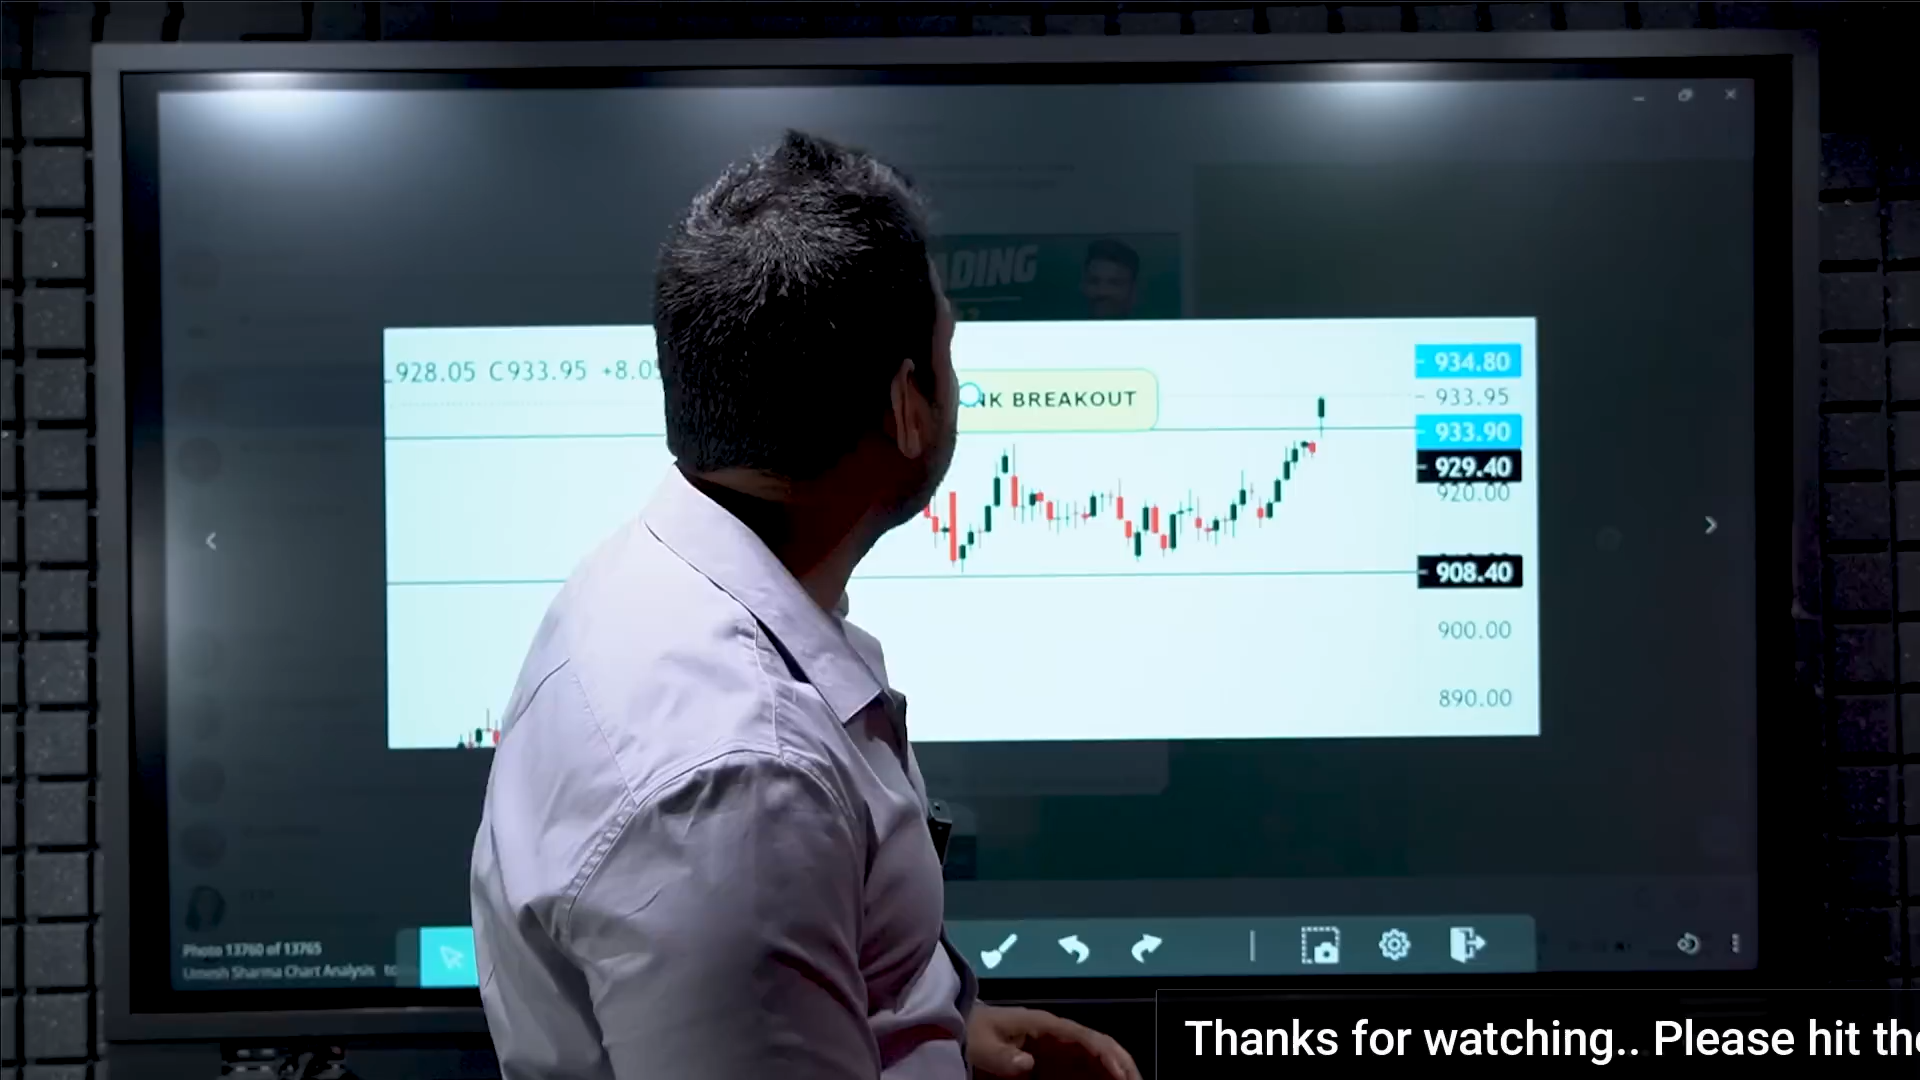 ADING
928.05 C933.95 +8.05
NK BREAKOUT
934.80
933.95
933.90
929.40
920.00
908.40
900.00
890.00
Photo 13760 of 13765
Umesh Sharma Chart Analysis to
Thanks for watching.. Please hit the